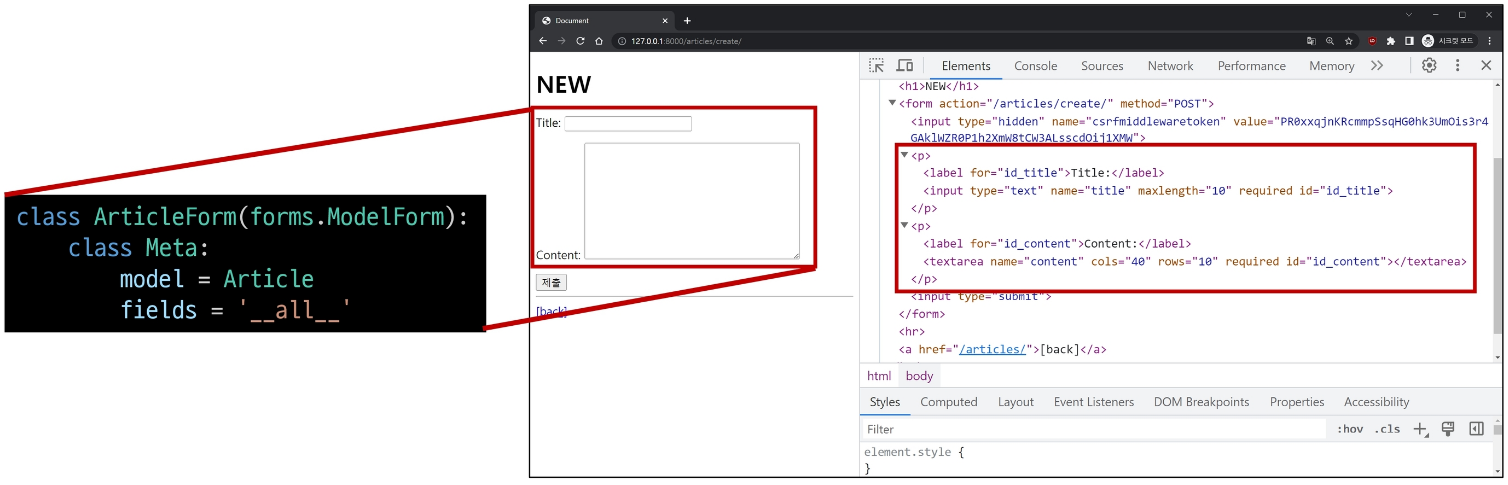 class ArticleForm(forms.ModelForm):
class Meta:
model = Article
fields = '__all__'
Document
127.0.0.1:8000/articles/create/
시크릿 모드
NEW
Title:
Content:
제출
[back]
Elements Console Sources Network Performance Memory
<h1>NEW</h1>
<form action="/articles/create/" method="POST">
<input type="hidden" name="csrfmiddlewaretoken" value="PR0xxqjnKRcmmpSsqHG0hk3UmOis3r4
GAklWZR0P1h2XmW8tCW3ALsscdOij1XMW">
<p>
<label for="id_title">Title:</label>
<input type="text" name="title" maxlength="10" required id="id_title">
</p>
<p>
<label for="id_content">Content:</label>
<textarea name="content" cols="40" rows="10" required id="id_content"></textarea>
</p>
<input type="submit">
</form>
<hr>
<a href="/articles/">[back]</a>
html body
Styles Computed Layout Event Listeners DOM Breakpoints Properties Accessibility
Filter :hov .cls
element.style {
}